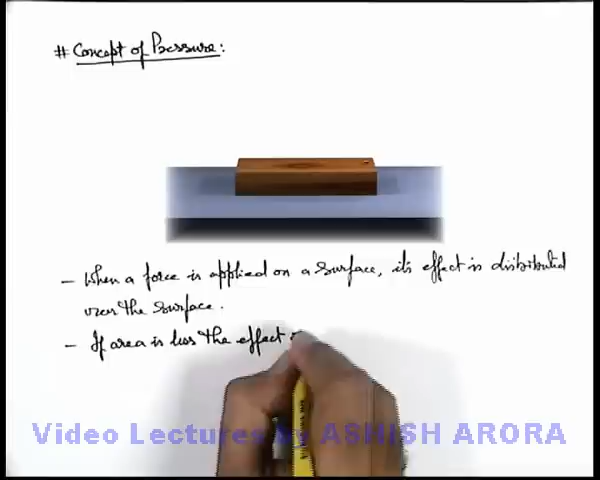 # Concept of Pressure:
- When a force is applied on a surface, its effect is distributed
over the surface.
- If area is less the effect
Video Lectures by ASHISH ARORA